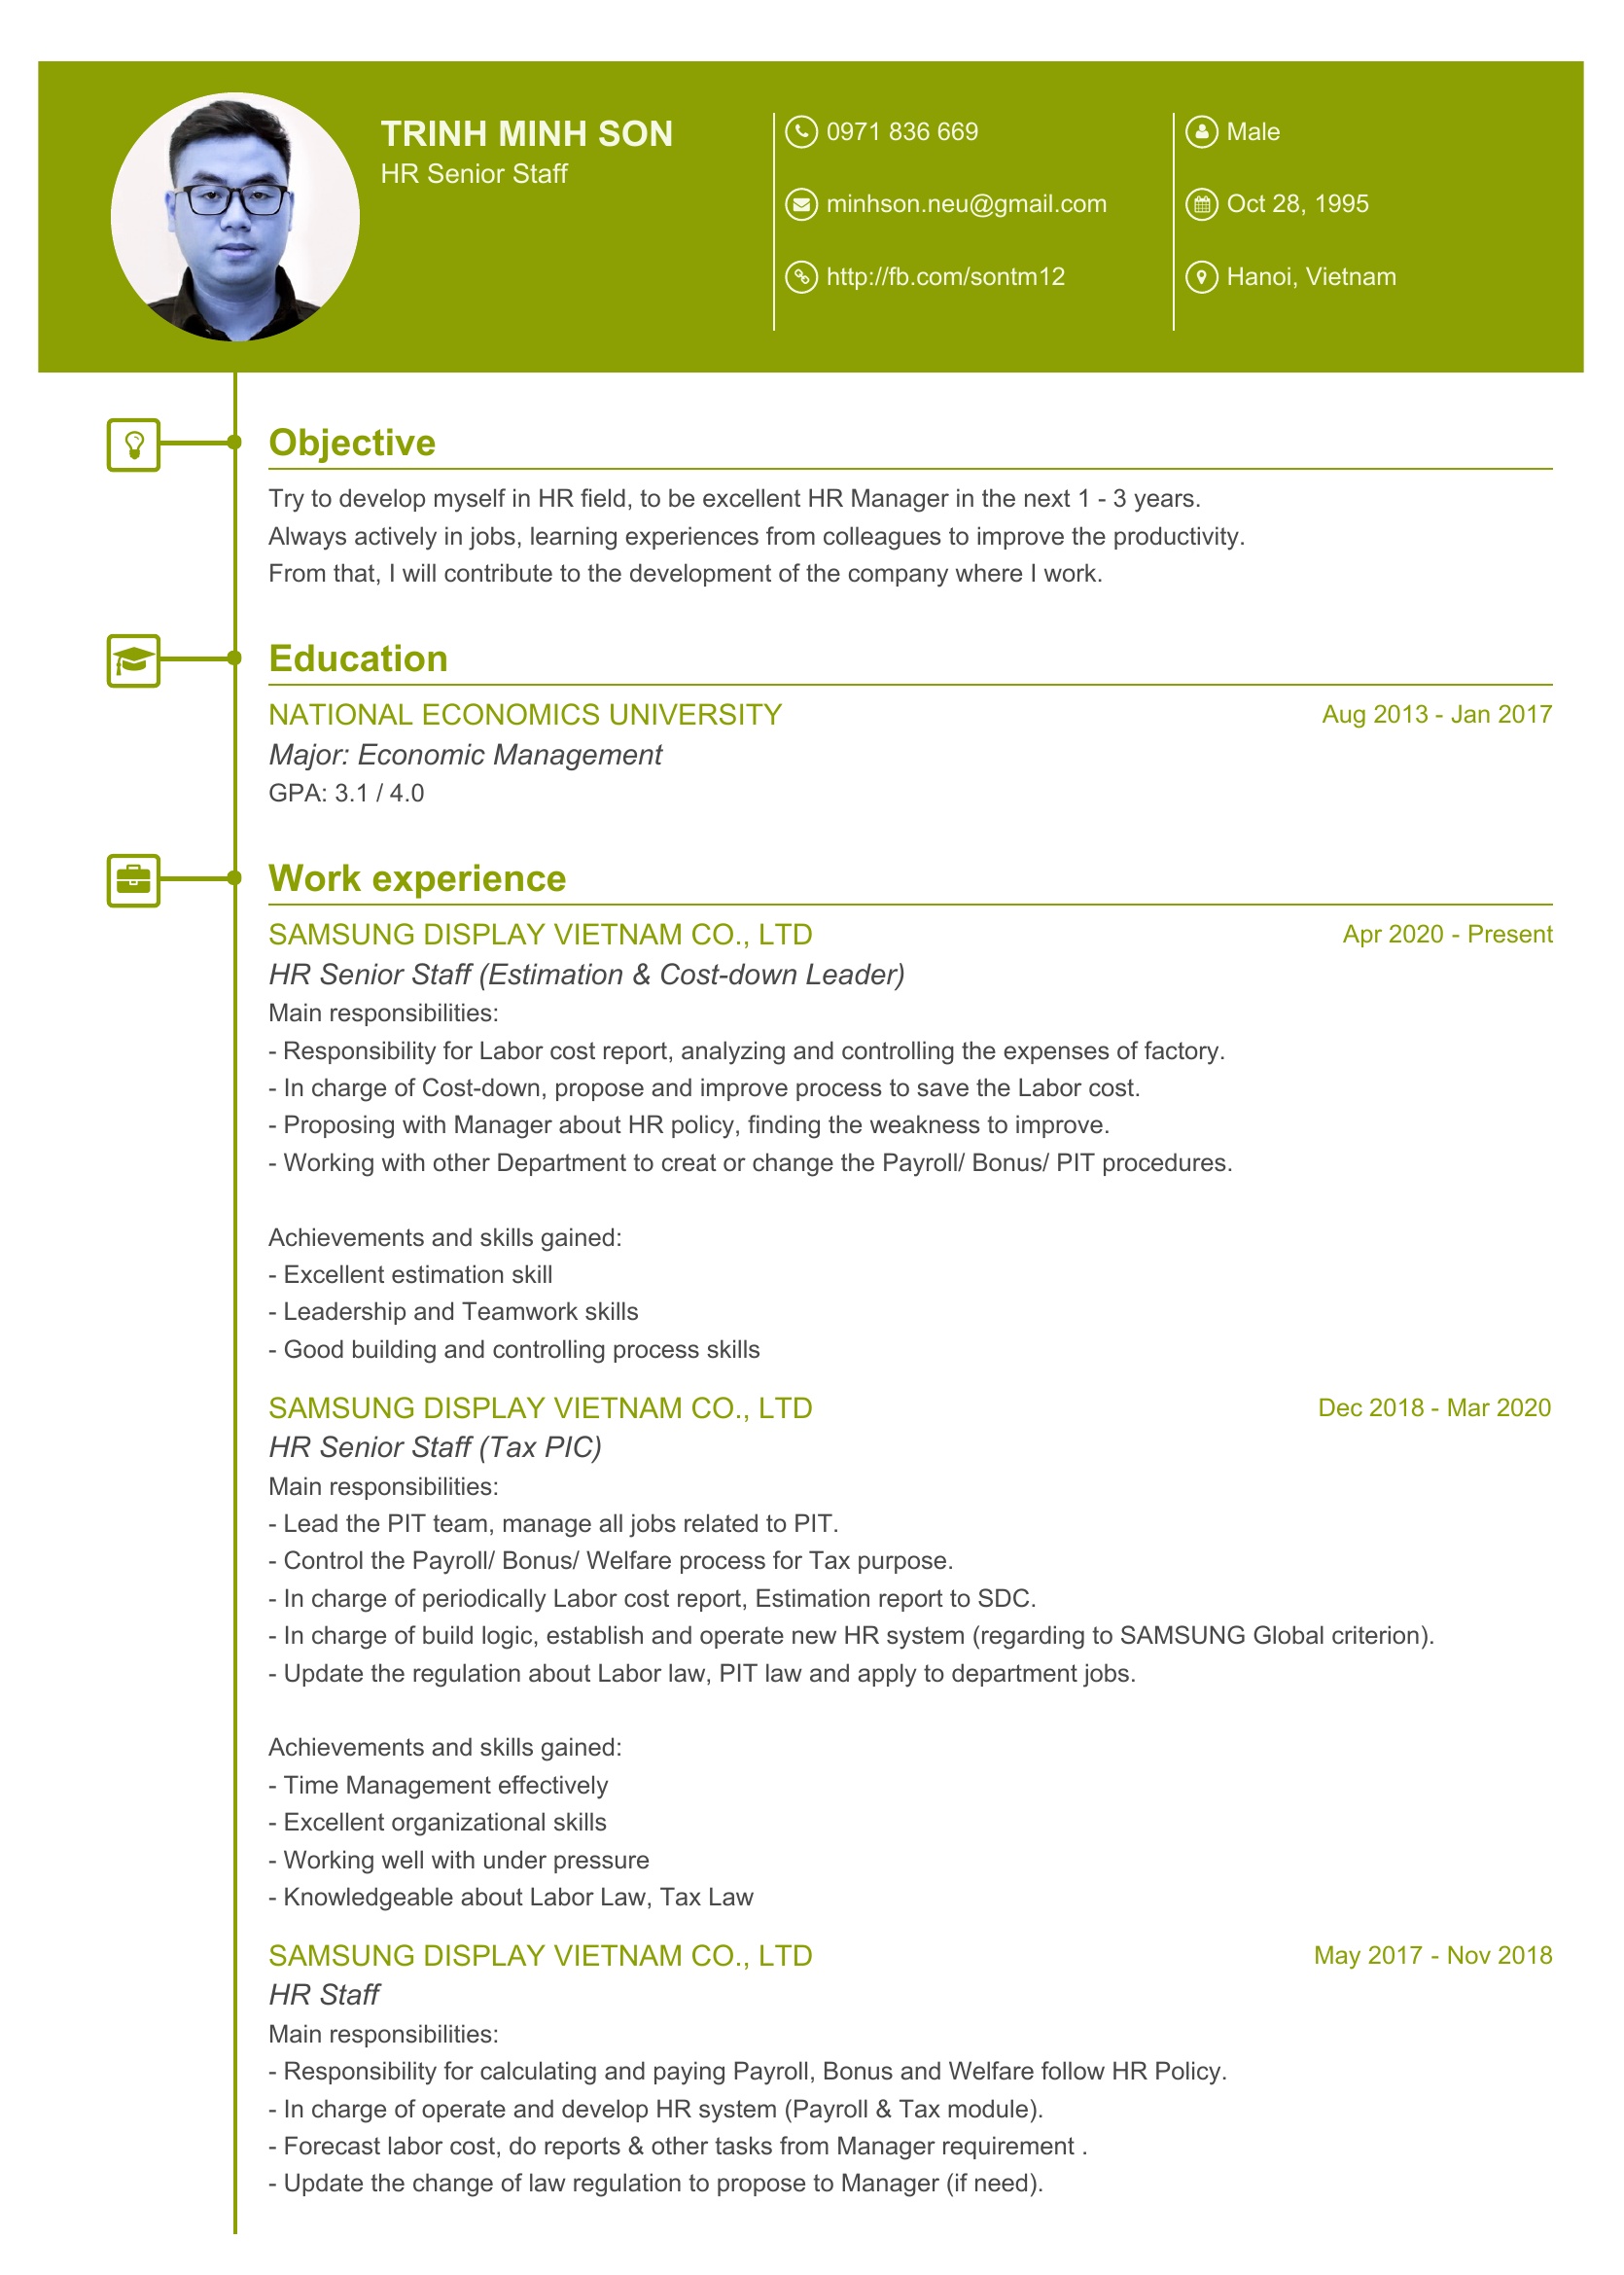 TRINH MINH SON
HR Senior Staff
0971 836 669
minhson.neu@gmail.com
http://fb.com/sontm12
Male
Oct 28, 1995
Hanoi, Vietnam
Objective
Try to develop myself in HR field, to be excellent HR Manager in the next 1 - 3 years.
Always actively in jobs, learning experiences from colleagues to improve the productivity.
From that, I will contribute to the development of the company where I work.
Education
NATIONAL ECONOMICS UNIVERSITY Aug 2013 - Jan 2017
Major: Economic Management
GPA: 3.1 / 4.0
Work experience
SAMSUNG DISPLAY VIETNAM CO., LTD Apr 2020 - Present
HR Senior Staff (Estimation & Cost-down Leader)
Main responsibilities:
- Responsibility for Labor cost report, analyzing and controlling the expenses of factory.
- In charge of Cost-down, propose and improve process to save the Labor cost.
- Proposing with Manager about HR policy, finding the weakness to improve.
- Working with other Department to creat or change the Payroll/ Bonus/ PIT procedures.
Achievements and skills gained:
- Excellent estimation skill
- Leadership and Teamwork skills
- Good building and controlling process skills
SAMSUNG DISPLAY VIETNAM CO., LTD Dec 2018 - Mar 2020
HR Senior Staff (Tax PIC)
Main responsibilities:
- Lead the PIT team, manage all jobs related to PIT.
- Control the Payroll/ Bonus/ Welfare process for Tax purpose.
- In charge of periodically Labor cost report, Estimation report to SDC.
- In charge of build logic, establish and operate new HR system (regarding to SAMSUNG Global criterion).
- Update the regulation about Labor law, PIT law and apply to department jobs.
Achievements and skills gained:
- Time Management effectively
- Excellent organizational skills
- Working well with under pressure
- Knowledgeable about Labor Law, Tax Law
SAMSUNG DISPLAY VIETNAM CO., LTD May 2017 - Nov 2018
HR Staff
Main responsibilities:
- Responsibility for calculating and paying Payroll, Bonus and Welfare follow HR Policy.
- In charge of operate and develop HR system (Payroll & Tax module).
- Forecast labor cost, do reports & other tasks from Manager requirement .
- Update the change of law regulation to propose to Manager (if need).